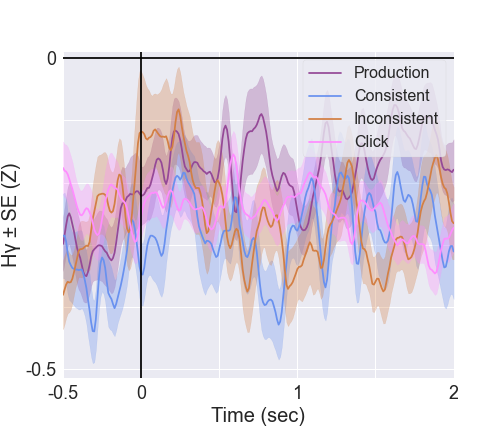 0
Production
Consistent
Inconsistent
Click
Hγ ± SE (Z)
-0.5
-0.5 0 1 2
Time (sec)